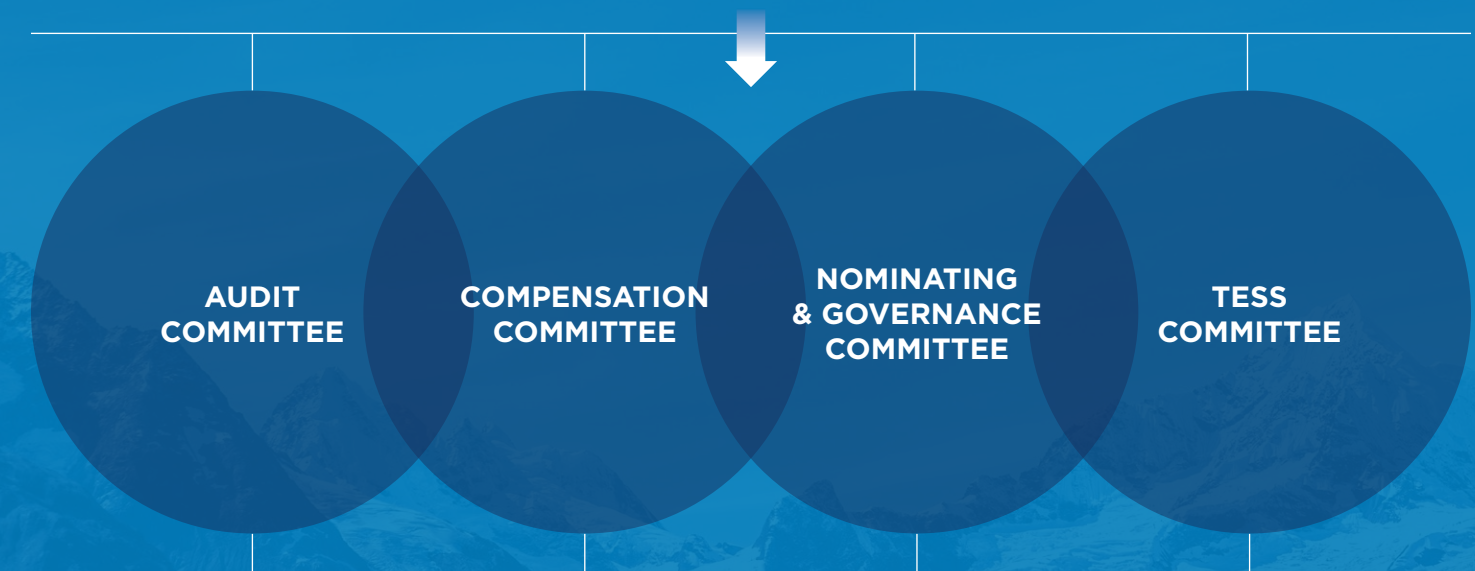 AUDIT
COMMITTEE
COMPENSATION
COMMITTEE
NOMINATING
& GOVERNANCE
COMMITTEE
TESS
COMMITTEE